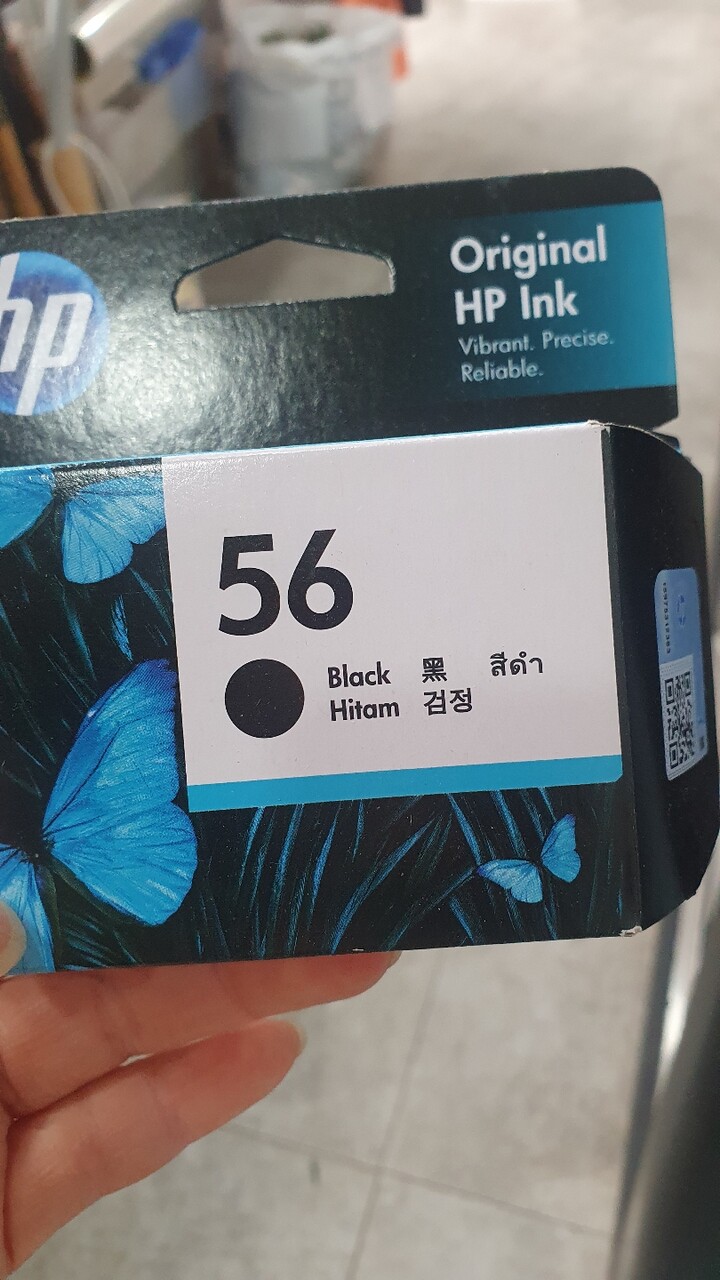 hp
Original
HP Ink
Vibrant. Precise.
Reliable.
56
Black 黑 สีดำ
Hitam 검정